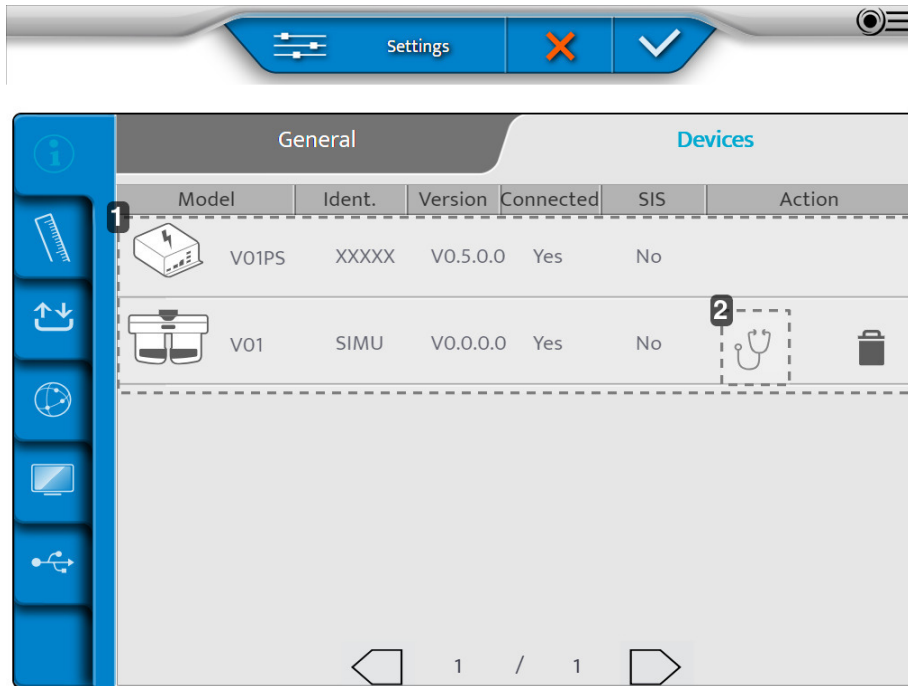 Settings
General Devices
Model Ident. Version Connected SIS Action
1
V01PS XXXXX V0.5.0.0 Yes No
2
V01 SIMU V0.0.0.0 Yes No
1 / 1